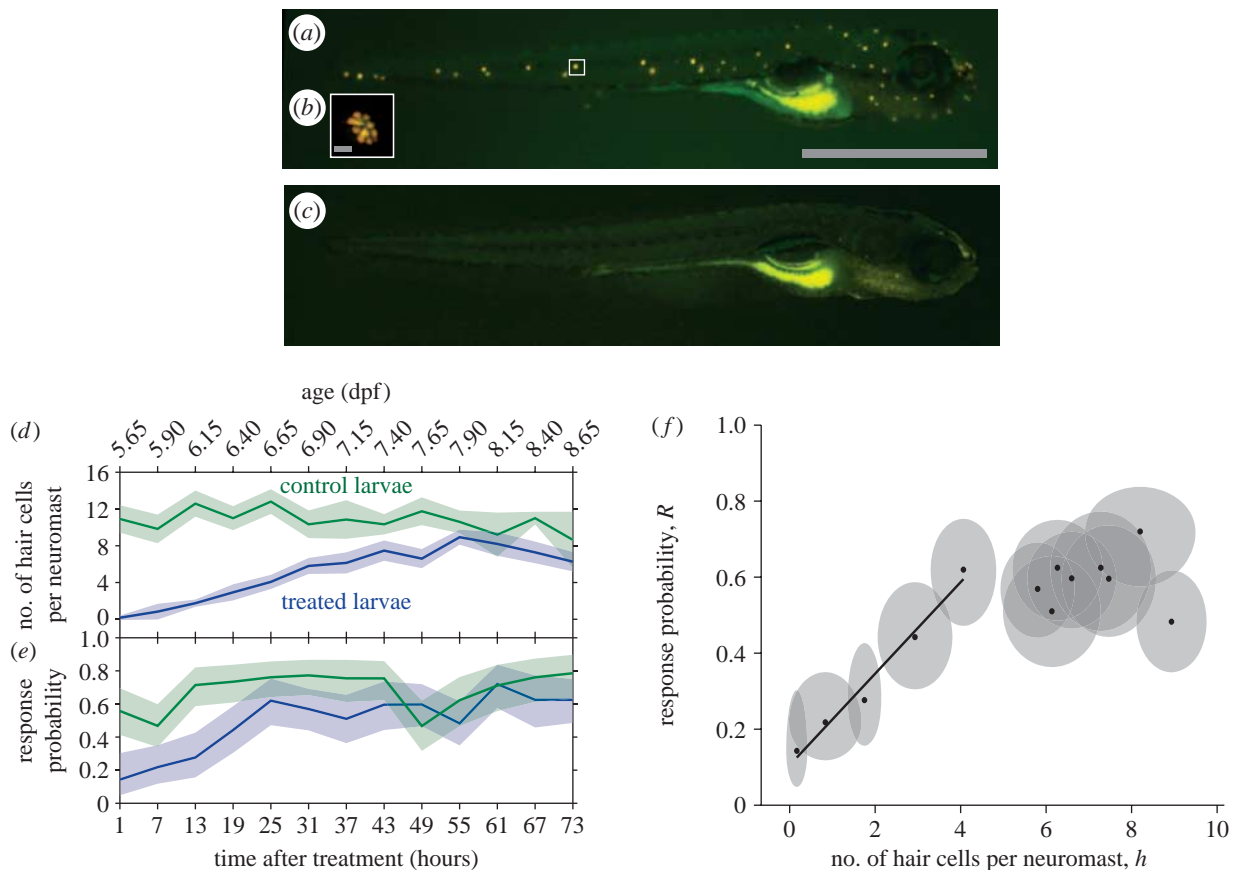 (a)
(b)
(c)
age (dpf)
(d)
5.65 5.90 6.15 6.40 6.65 6.90 7.15 7.40 7.65 7.90 8.15 8.40 8.65
no. of hair cells
per neuromast
16
12
8
4
0
control larvae
treated larvae
(e)
response
probability
1.0
0.8
0.6
0.4
0.2
0
1 7 13 19 25 31 37 43 49 55 61 67 73
time after treatment (hours)
(f)
response probability, R
1.0
0.8
0.6
0.4
0.2
0
0 2 4 6 8 10
no. of hair cells per neuromast, h